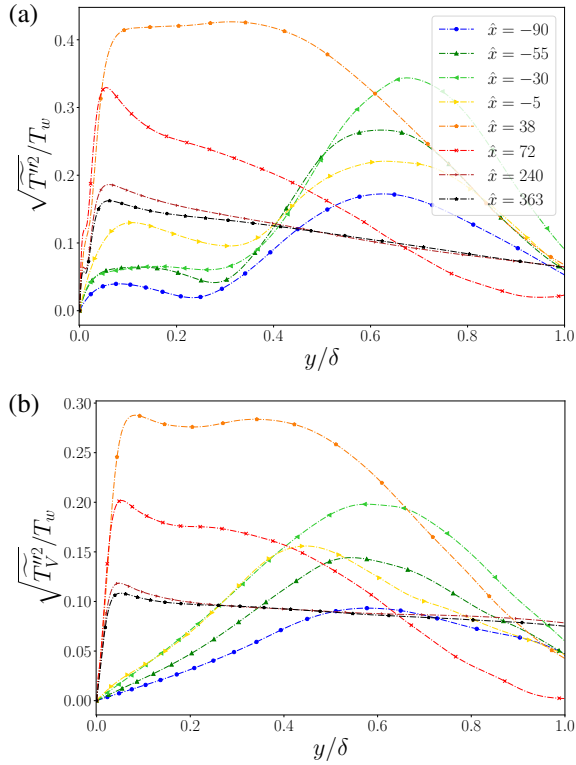 (a)
√T̃″²/T_w
0.4
0.3
0.2
0.1
0.0
x̂ = −90
x̂ = −55
x̂ = −30
x̂ = −5
x̂ = 38
x̂ = 72
x̂ = 240
x̂ = 363
0.0 0.2 0.4 0.6 0.8 1.0
y/δ
(b)
√T̃″²_V/T_w
0.30
0.25
0.20
0.15
0.10
0.05
0.00
0.0 0.2 0.4 0.6 0.8 1.0
y/δ